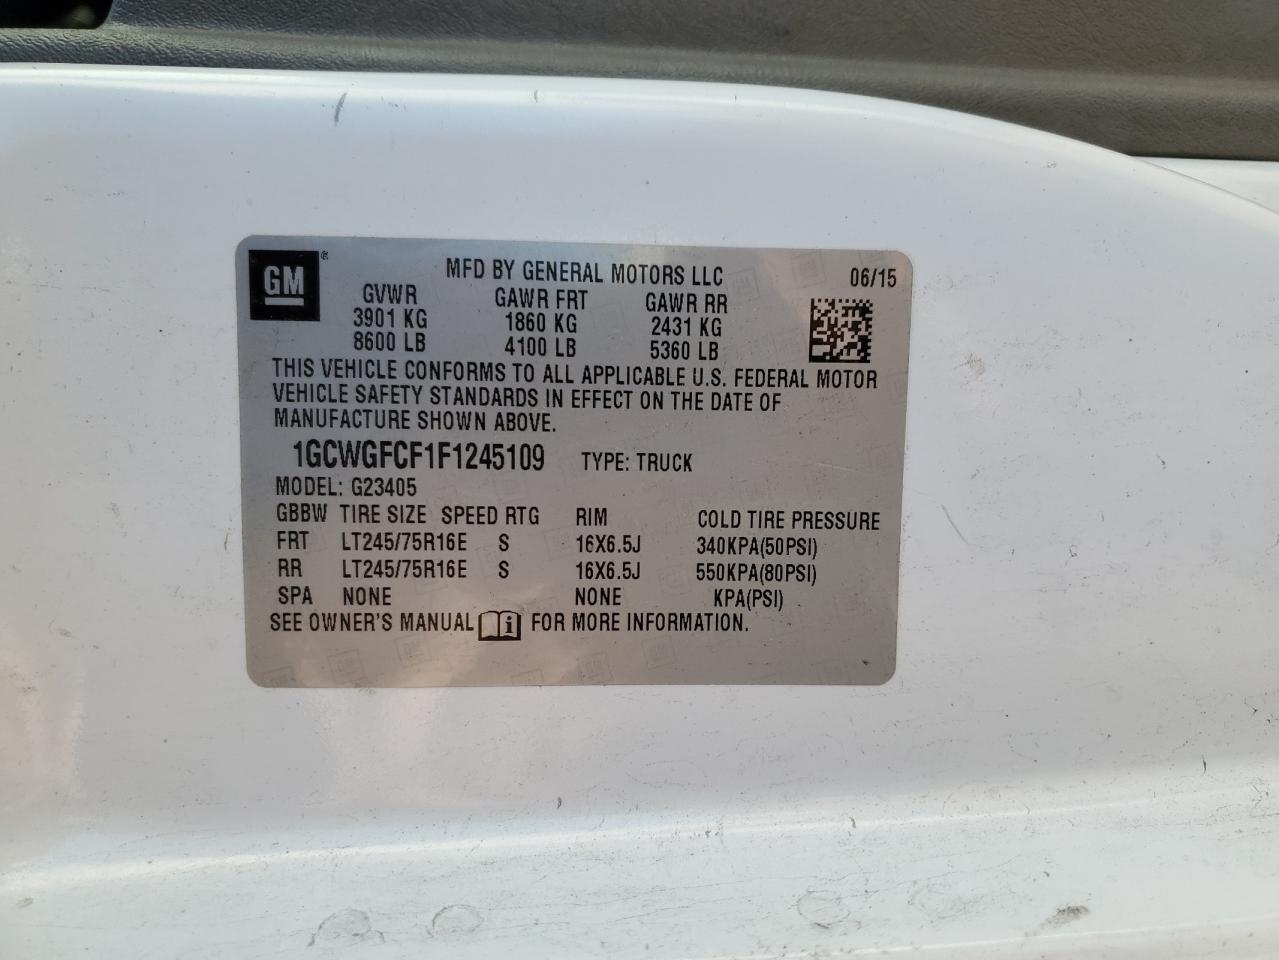 GM®
MFD BY GENERAL MOTORS LLC 06/15
GVWR GAWR FRT GAWR RR
3901 KG 1860 KG 2431 KG
8600 LB 4100 LB 5360 LB
THIS VEHICLE CONFORMS TO ALL APPLICABLE U.S. FEDERAL MOTOR
VEHICLE SAFETY STANDARDS IN EFFECT ON THE DATE OF
MANUFACTURE SHOWN ABOVE.
1GCWGFCF1F1245109 TYPE: TRUCK
MODEL: G23405
GBBW TIRE SIZE SPEED RTG RIM COLD TIRE PRESSURE
FRT LT245/75R16E S 16X6.5J 340KPA(50PSI)
RR LT245/75R16E S 16X6.5J 550KPA(80PSI)
SPA NONE NONE KPA(PSI)
SEE OWNER'S MANUAL i FOR MORE INFORMATION.